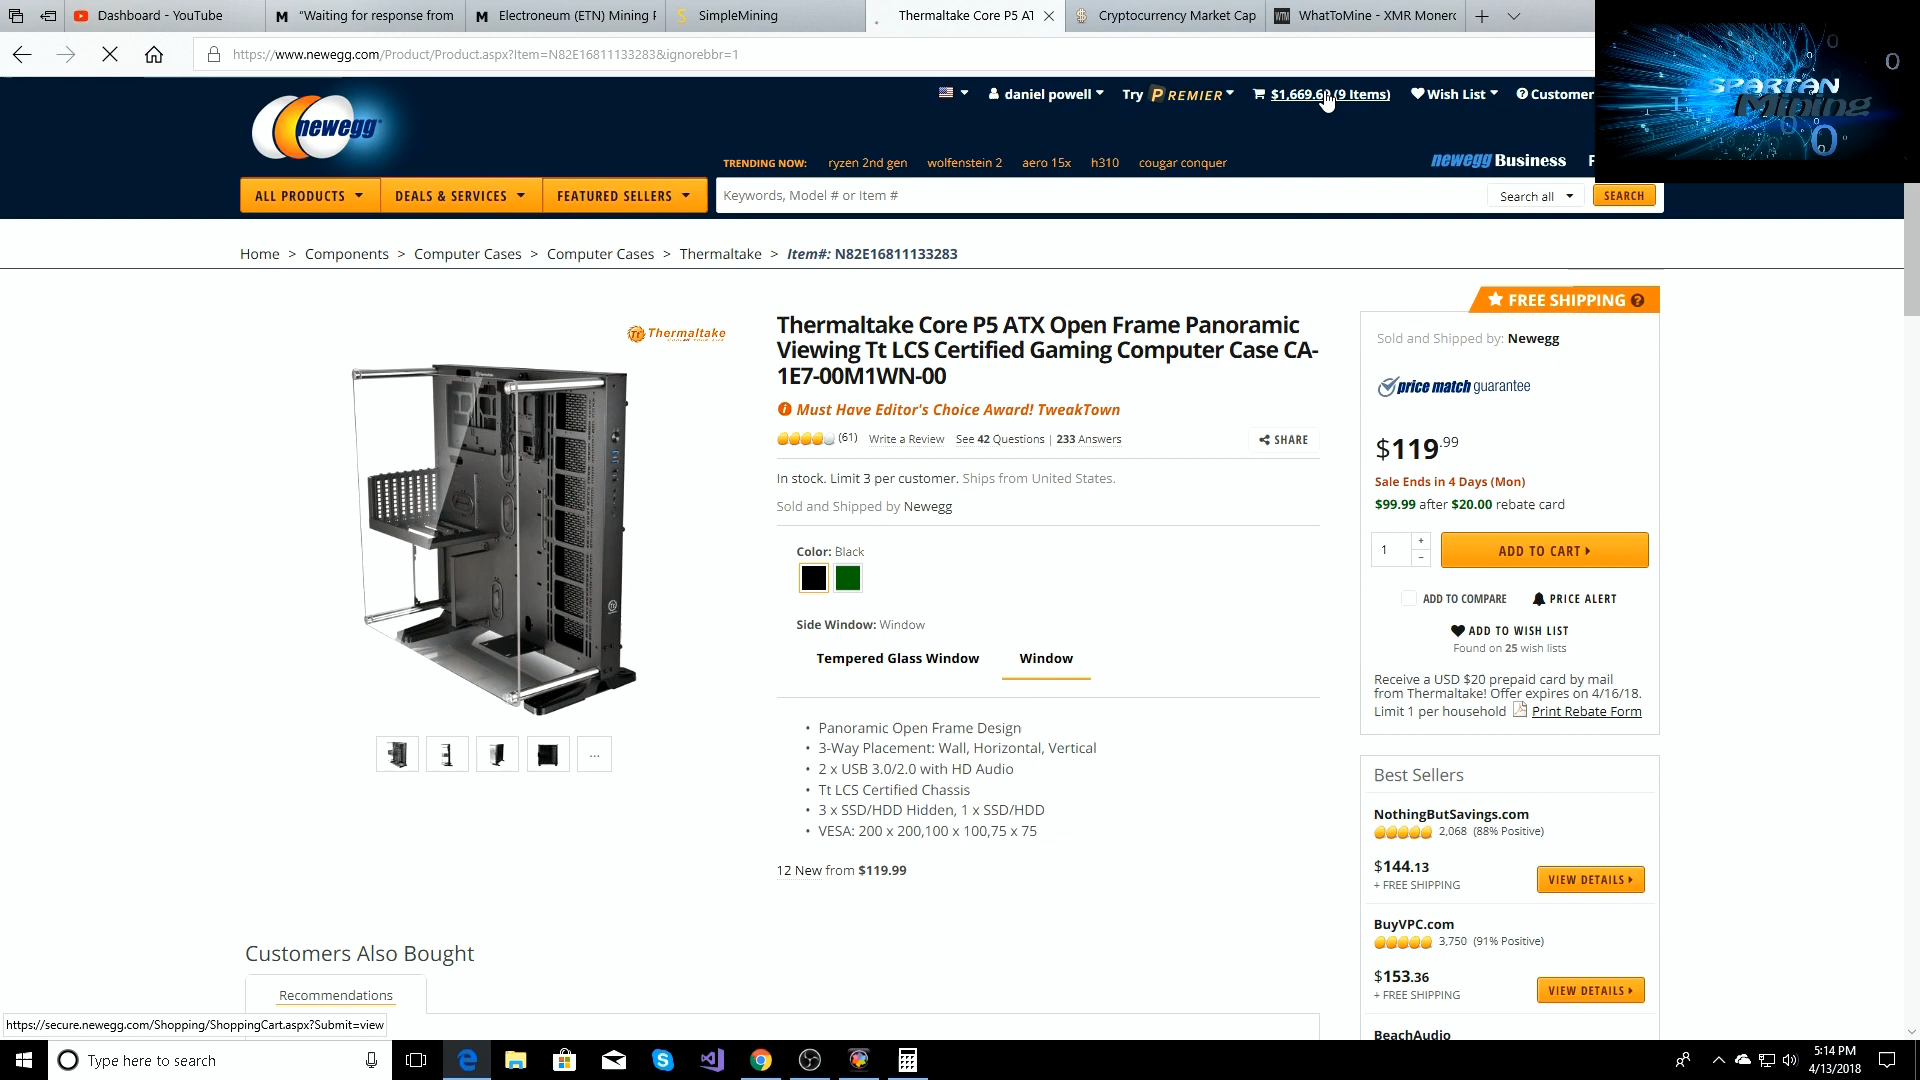 Dashboard - YouTube
"Waiting for response from
Electroneum (ETN) Mining P
SimpleMining
Thermaltake Core P5 AT
Cryptocurrency Market Cap
WhatToMine - XMR Moner
https://www.newegg.com/Product/Product.aspx?Item=N82E16811133283&ignorebbr=1
SPARTAN
Mining
newegg
daniel powell
Try PREMIER
$1,669.60 (9 Items)
Wish List
Customer
TRENDING NOW: ryzen 2nd gen wolfenstein 2 aero 15x h310 cougar conquer
newegg Business
ALL PRODUCTS
DEALS & SERVICES
FEATURED SELLERS
Keywords, Model # or Item #
Search all
SEARCH
Home > Components > Computer Cases > Computer Cases > Thermaltake > Item#: N82E16811133283
FREE SHIPPING
Thermaltake
Thermaltake Core P5 ATX Open Frame Panoramic
Viewing Tt LCS Certified Gaming Computer Case CA-
1E7-00M1WN-00
Must Have Editor's Choice Award! TweakTown
(61) Write a Review See 42 Questions | 233 Answers
SHARE
In stock. Limit 3 per customer. Ships from United States.
Sold and Shipped by Newegg
Color: Black
Side Window: Window
Tempered Glass Window
Window
• Panoramic Open Frame Design
• 3-Way Placement: Wall, Horizontal, Vertical
• 2 x USB 3.0/2.0 with HD Audio
• Tt LCS Certified Chassis
• 3 x SSD/HDD Hidden, 1 x SSD/HDD
• VESA: 200 x 200,100 x 100,75 x 75
12 New from $119.99
Sold and Shipped by: Newegg
price match guarantee
$119.99
Sale Ends in 4 Days (Mon)
$99.99 after $20.00 rebate card
1
ADD TO CART
ADD TO COMPARE
PRICE ALERT
ADD TO WISH LIST
Found on 25 wish lists
Receive a USD $20 prepaid card by mail
from Thermaltake! Offer expires on 4/16/18.
Limit 1 per household Print Rebate Form
Best Sellers
NothingButSavings.com
2,068 (88% Positive)
$144.13
+ FREE SHIPPING
VIEW DETAILS
BuyVPC.com
3,750 (91% Positive)
$153.36
+ FREE SHIPPING
VIEW DETAILS
BeachAudio
Customers Also Bought
Recommendations
https://secure.newegg.com/Shopping/ShoppingCart.aspx?Submit=view
Type here to search
5:14 PM
4/13/2018